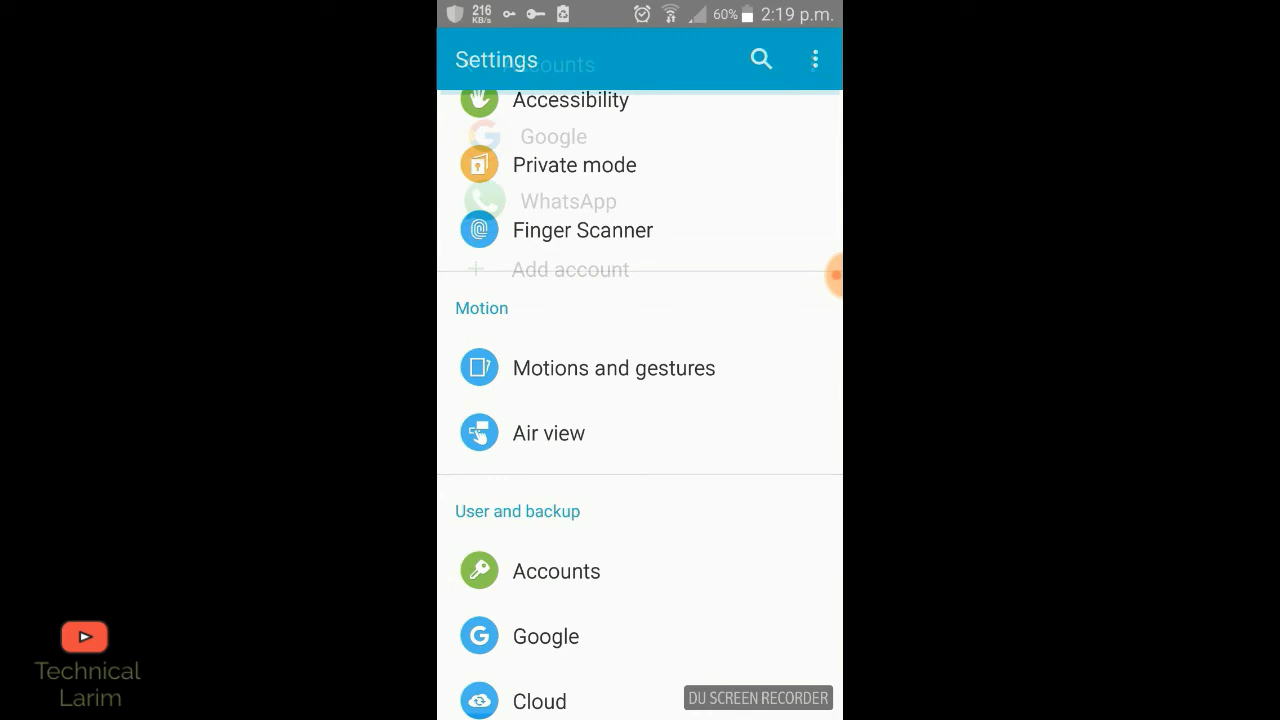 216
KB/s
60% 2:19 p.m.
Settings
Accounts
Accessibility
Google
Private mode
WhatsApp
Finger Scanner
Add account
Motion
Motions and gestures
Air view
User and backup
Accounts
Google
Cloud
DU SCREEN RECORDER
Technical
Larim